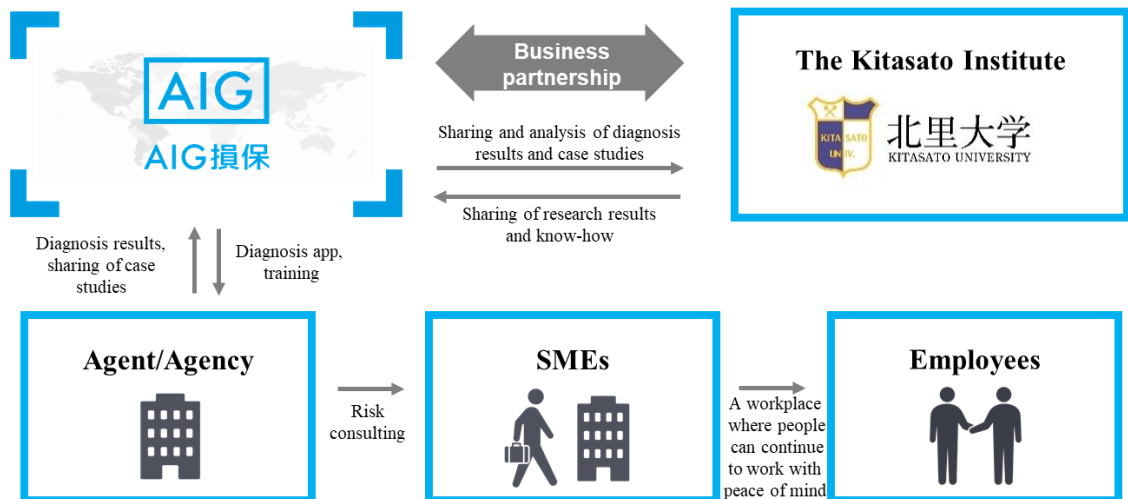 AIG
AIG損保
Business
partnership
Sharing and analysis of diagnosis
results and case studies
Sharing of research results
and know-how
The Kitasato Institute
KITA SATO
UNIV.
北里大学
KITASATO UNIVERSITY
Diagnosis results,
sharing of case
studies
Diagnosis app,
training
Agent/Agency
Risk
consulting
SMEs
A workplace
where people
can continue
to work with
peace of mind
Employees